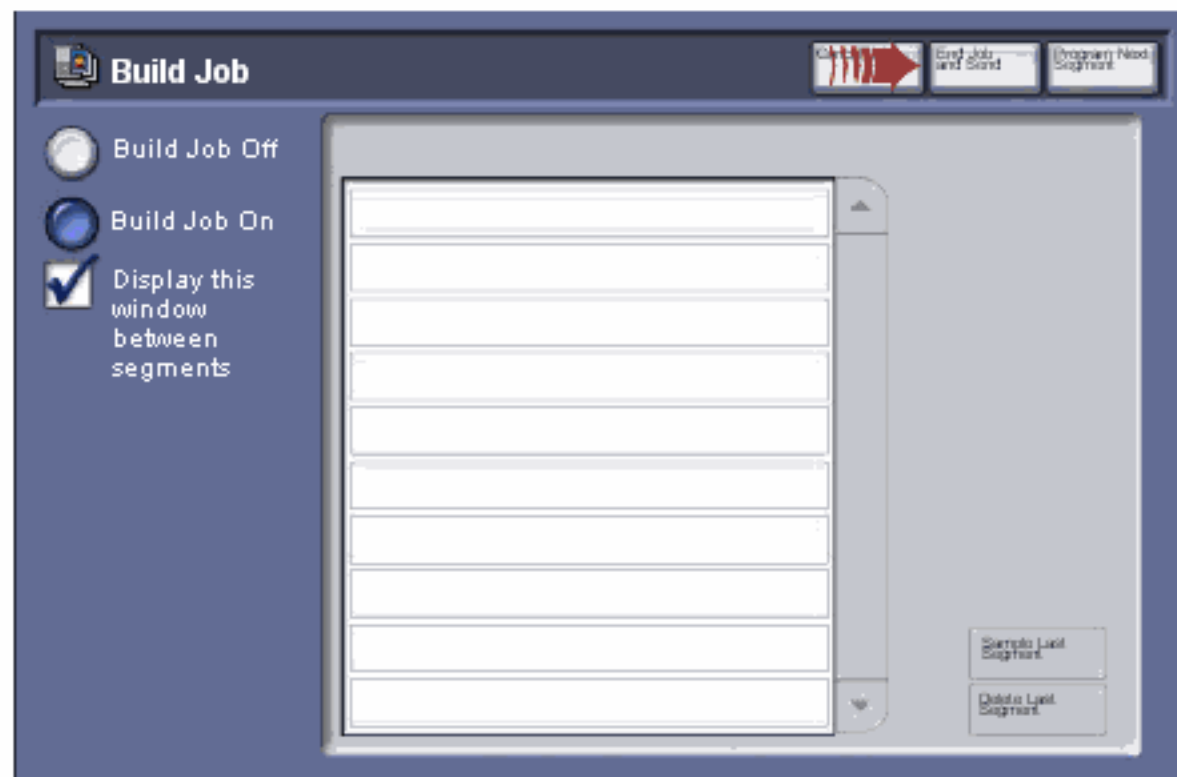 Build Job
End Job
and Send
Program Next
Segment
Build Job Off
Build Job On
Display this
window
between
segments
Sample Last
Segment
Delete Last
Segment